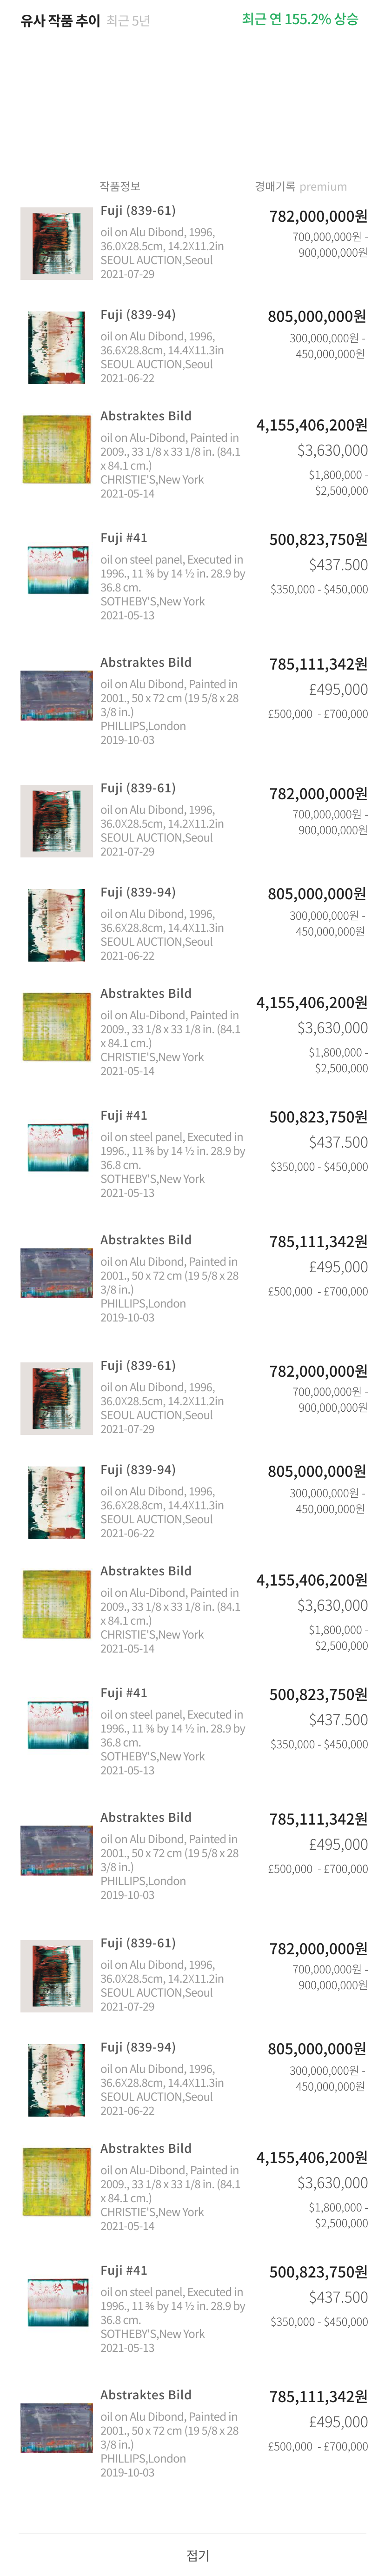 유사 작품 추이 최근 5년 최근 연 155.2% 상승
작품정보 경매기록 premium
Fuji (839-61)
782,000,000원
oil on Alu Dibond, 1996,
36.0X28.5cm, 14.2X11.2in
SEOUL AUCTION,Seoul
2021-07-29
700,000,000원 -
900,000,000원
Fuji (839-94)
805,000,000원
oil on Alu Dibond, 1996,
36.6X28.8cm, 14.4X11.3in
SEOUL AUCTION,Seoul
2021-06-22
300,000,000원 -
450,000,000원
Abstraktes Bild
4,155,406,200원
oil on Alu-Dibond, Painted in
2009., 33 1/8 x 33 1/8 in. (84.1
x 84.1 cm.)
CHRISTIE'S,New York
2021-05-14
$3,630,000
$1,800,000 -
$2,500,000
Fuji #41
500,823,750원
oil on steel panel, Executed in
1996., 11 ⅜ by 14 ½ in. 28.9 by
36.8 cm.
SOTHEBY'S,New York
2021-05-13
$437.500
$350,000 - $450,000
Abstraktes Bild
785,111,342원
oil on Alu Dibond, Painted in
2001., 50 x 72 cm (19 5/8 x 28
3/8 in.)
PHILLIPS,London
2019-10-03
£495,000
£500,000 - £700,000
Fuji (839-61)
782,000,000원
oil on Alu Dibond, 1996,
36.0X28.5cm, 14.2X11.2in
SEOUL AUCTION,Seoul
2021-07-29
700,000,000원 -
900,000,000원
Fuji (839-94)
805,000,000원
oil on Alu Dibond, 1996,
36.6X28.8cm, 14.4X11.3in
SEOUL AUCTION,Seoul
2021-06-22
300,000,000원 -
450,000,000원
Abstraktes Bild
4,155,406,200원
oil on Alu-Dibond, Painted in
2009., 33 1/8 x 33 1/8 in. (84.1
x 84.1 cm.)
CHRISTIE'S,New York
2021-05-14
$3,630,000
$1,800,000 -
$2,500,000
Fuji #41
500,823,750원
oil on steel panel, Executed in
1996., 11 ⅜ by 14 ½ in. 28.9 by
36.8 cm.
SOTHEBY'S,New York
2021-05-13
$437.500
$350,000 - $450,000
Abstraktes Bild
785,111,342원
oil on Alu Dibond, Painted in
2001., 50 x 72 cm (19 5/8 x 28
3/8 in.)
PHILLIPS,London
2019-10-03
£495,000
£500,000 - £700,000
Fuji (839-61)
782,000,000원
oil on Alu Dibond, 1996,
36.0X28.5cm, 14.2X11.2in
SEOUL AUCTION,Seoul
2021-07-29
700,000,000원 -
900,000,000원
Fuji (839-94)
805,000,000원
oil on Alu Dibond, 1996,
36.6X28.8cm, 14.4X11.3in
SEOUL AUCTION,Seoul
2021-06-22
300,000,000원 -
450,000,000원
Abstraktes Bild
4,155,406,200원
oil on Alu-Dibond, Painted in
2009., 33 1/8 x 33 1/8 in. (84.1
x 84.1 cm.)
CHRISTIE'S,New York
2021-05-14
$3,630,000
$1,800,000 -
$2,500,000
Fuji #41
500,823,750원
oil on steel panel, Executed in
1996., 11 ⅜ by 14 ½ in. 28.9 by
36.8 cm.
SOTHEBY'S,New York
2021-05-13
$437.500
$350,000 - $450,000
Abstraktes Bild
785,111,342원
oil on Alu Dibond, Painted in
2001., 50 x 72 cm (19 5/8 x 28
3/8 in.)
PHILLIPS,London
2019-10-03
£495,000
£500,000 - £700,000
Fuji (839-61)
782,000,000원
oil on Alu Dibond, 1996,
36.0X28.5cm, 14.2X11.2in
SEOUL AUCTION,Seoul
2021-07-29
700,000,000원 -
900,000,000원
Fuji (839-94)
805,000,000원
oil on Alu Dibond, 1996,
36.6X28.8cm, 14.4X11.3in
SEOUL AUCTION,Seoul
2021-06-22
300,000,000원 -
450,000,000원
Abstraktes Bild
4,155,406,200원
oil on Alu-Dibond, Painted in
2009., 33 1/8 x 33 1/8 in. (84.1
x 84.1 cm.)
CHRISTIE'S,New York
2021-05-14
$3,630,000
$1,800,000 -
$2,500,000
Fuji #41
500,823,750원
oil on steel panel, Executed in
1996., 11 ⅜ by 14 ½ in. 28.9 by
36.8 cm.
SOTHEBY'S,New York
2021-05-13
$437.500
$350,000 - $450,000
Abstraktes Bild
785,111,342원
oil on Alu Dibond, Painted in
2001., 50 x 72 cm (19 5/8 x 28
3/8 in.)
PHILLIPS,London
2019-10-03
£495,000
£500,000 - £700,000
접기